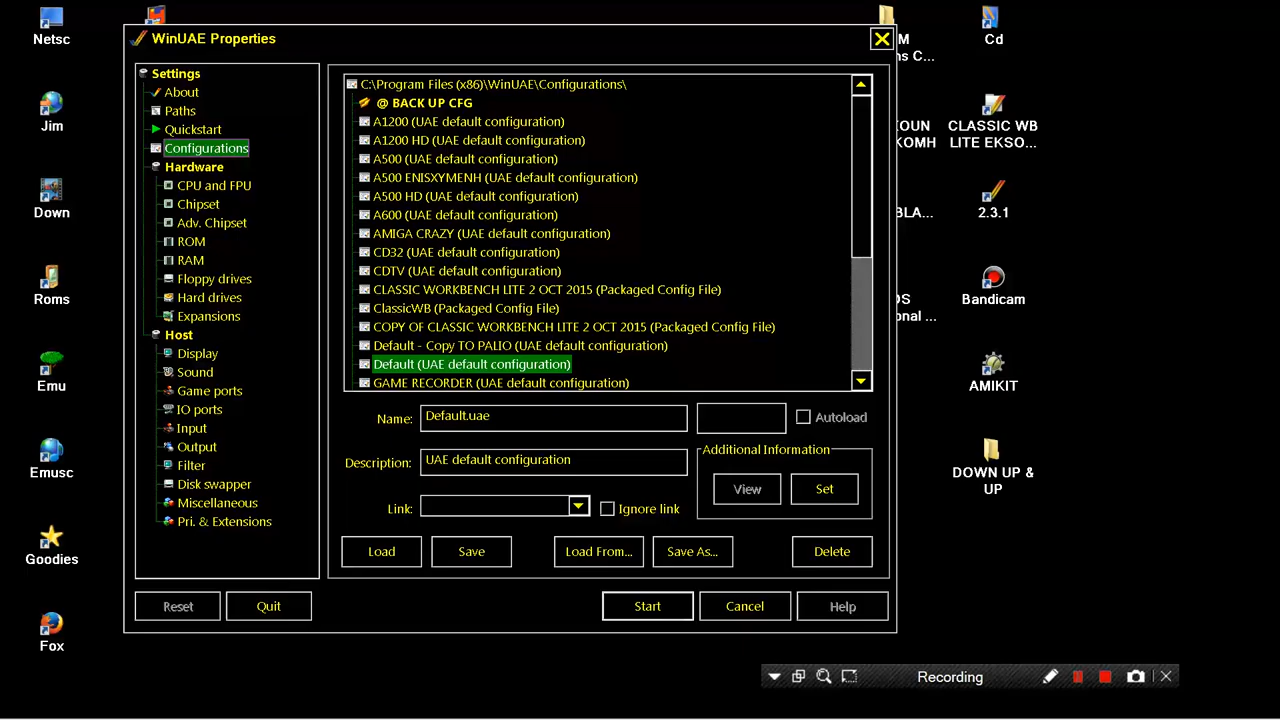 Netsc
Jim
Down
Roms
Emu
Emusc
Goodies
Fox
WinUAE Properties
Settings
About
Paths
Quickstart
Configurations
Hardware
CPU and FPU
Chipset
Adv. Chipset
ROM
RAM
Floppy drives
Hard drives
Expansions
Host
Display
Sound
Game ports
IO ports
Input
Output
Filter
Disk swapper
Miscellaneous
Pri. & Extensions
C:\Program Files (x86)\WinUAE\Configurations\
@ BACK UP CFG
A1200 (UAE default configuration)
A1200 HD (UAE default configuration)
A500 (UAE default configuration)
A500 ENISXYMENH (UAE default configuration)
A500 HD (UAE default configuration)
A600 (UAE default configuration)
AMIGA CRAZY (UAE default configuration)
CD32 (UAE default configuration)
CDTV (UAE default configuration)
CLASSIC WORKBENCH LITE 2 OCT 2015 (Packaged Config File)
ClassicWB (Packaged Config File)
COPY OF CLASSIC WORKBENCH LITE 2 OCT 2015 (Packaged Config File)
Default - Copy TO PALIO (UAE default configuration)
Default (UAE default configuration)
GAME RECORDER (UAE default configuration)
Name: Default.uae
Autoload
Description: UAE default configuration
Additional Information
View Set
Link:
Ignore link
Load Save Load From... Save As... Delete
Reset Quit Start Cancel Help
M
ns C...
OUN
KOMH
BLA...
OS
onal ...
Cd
CLASSIC WB
LITE EKSO...
2.3.1
Bandicam
AMIKIT
DOWN UP &
UP
Recording